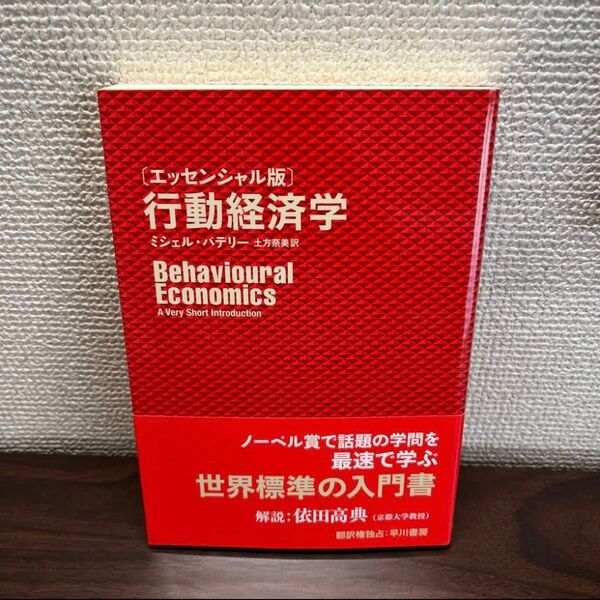 〔エッセンシャル版〕
行動経済学
ミシェル・バデリー 土方奈美訳
Behavioural
Economics
A Very Short Introduction
ノーベル賞で話題の学問を
最速で学ぶ
世界標準の入門書
解説:依田高典(京都大学教授)
翻訳権独占:早川書房